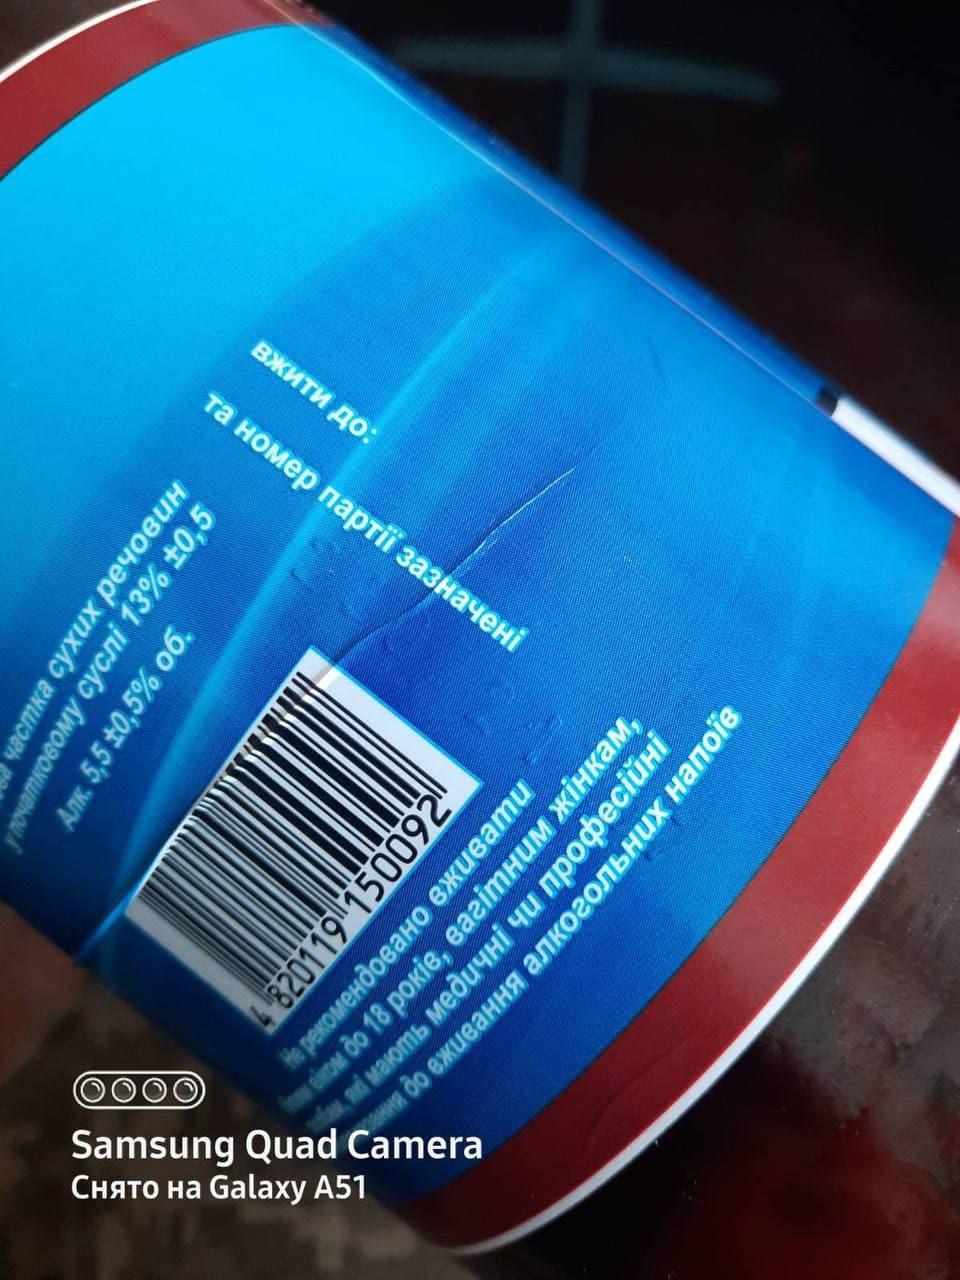 вжити до:
та номер партії зазначені
частка сухих речовин
у початковому суслі 13% ±0,5
Алк. 5,5 ±0,5% об.
4 820119 150092
Не рекомендовано вживати
до 18 років, вагітним жінкам,
які мають медичні чи професійні
до вживання алкогольних напоїв
Samsung Quad Camera
Снято на Galaxy A51